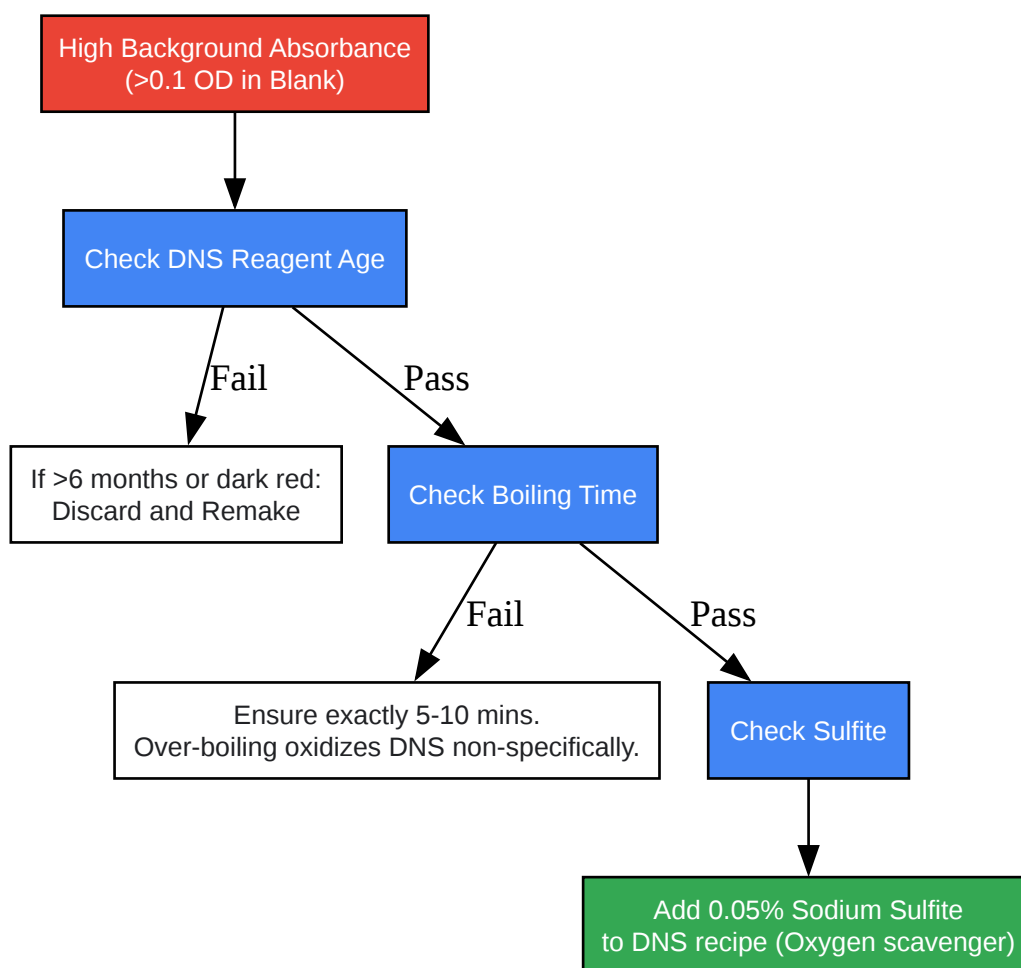 High Background Absorbance
(>0.1 OD in Blank)
Check DNS Reagent Age
Fail
Pass
If >6 months or dark red:
Discard and Remake
Check Boiling Time
Fail
Pass
Ensure exactly 5-10 mins.
Over-boiling oxidizes DNS non-specifically.
Check Sulfite
Add 0.05% Sodium Sulfite
to DNS recipe (Oxygen scavenger)